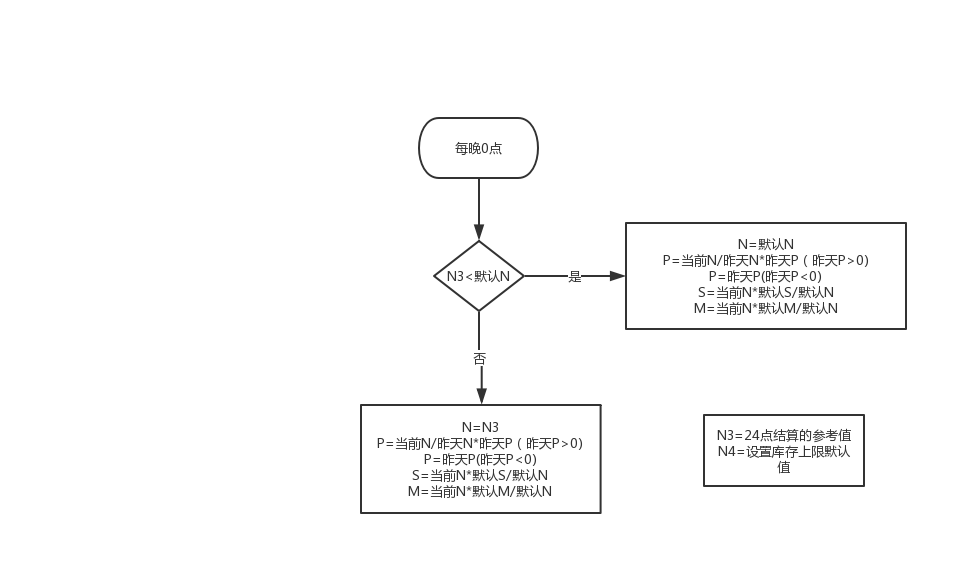 每晚0点
N3<默认N
是
N=默认N
P=当前N/昨天N*昨天P（昨天P>0)
P=昨天P(昨天P<0)
S=当前N*默认S/默认N
M=当前N*默认M/默认N
否
N=N3
P=当前N/昨天N*昨天P（昨天P>0)
P=昨天P(昨天P<0)
S=当前N*默认S/默认N
M=当前N*默认M/默认N
N3=24点结算的参考值
N4=设置库存上限默认
值